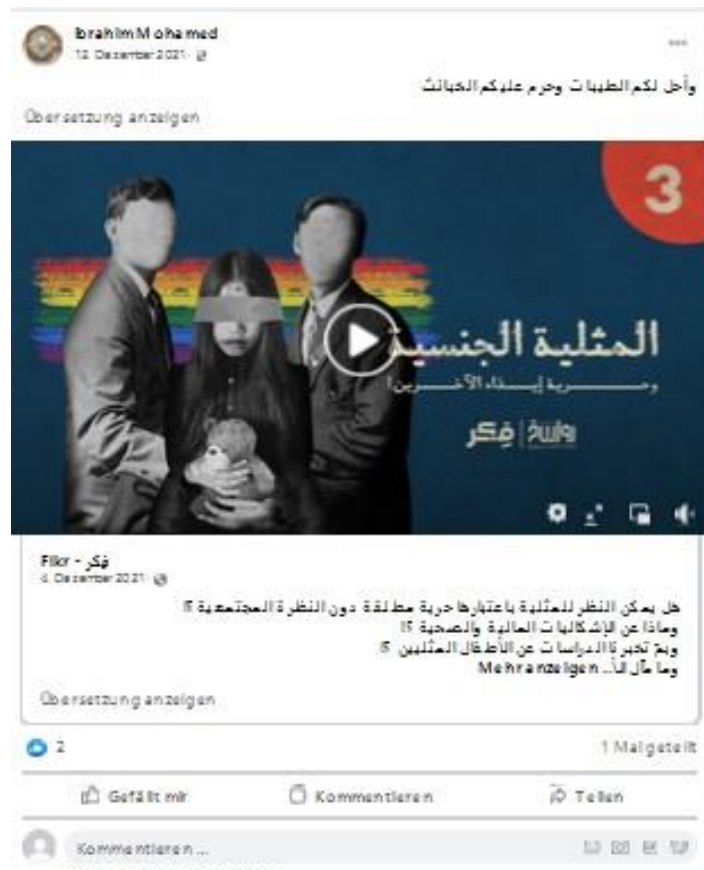 Ibrahim Mohamed
12. Dezember 2021
وأحل لكم الطيبات وحرم عليكم الخبائث
Übersetzung anzeigen
3
المثلية الجنسية
وحرية إيذاء الآخرين!
رواسخ | فكر
Fikr - فكر
6. Dezember 2021
هل يمكن النظر للمثلية باعتبارها حرية مطلقة دون النظرة المجتمعية ؟!
وماذا عن الإشكاليات المالية والصحية ؟!
وبم تخبرنا الدراسات عن الأطفال المثليين ؟!
وما مآل الأ... Mehr anzeigen
Übersetzung anzeigen
2
1 Mal geteilt
Gefällt mir
Kommentieren
Teilen
Kommentieren ...